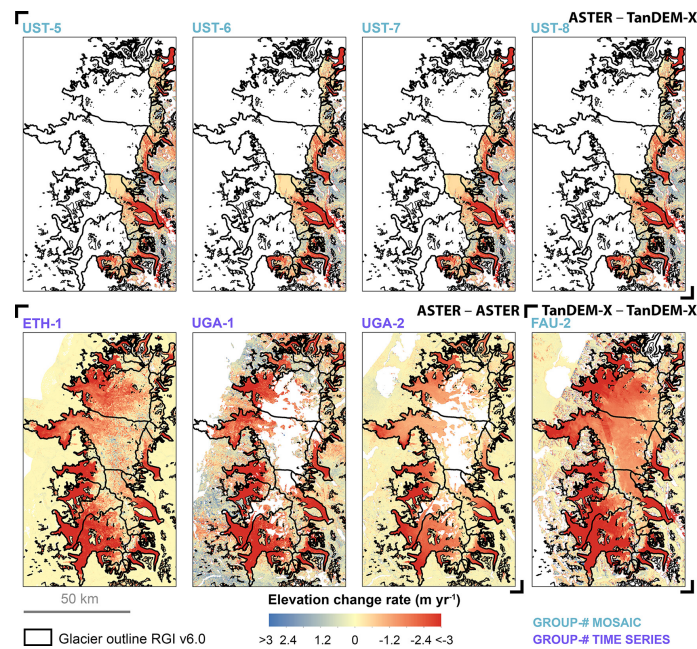 ASTER – TanDEM-X
UST-5 UST-6 UST-7 UST-8
ASTER – ASTER TanDEM-X – TanDEM-X
ETH-1 UGA-1 UGA-2 FAU-2
50 km
Elevation change rate (m yr-1)
>3 2.4 1.2 0 -1.2 -2.4 <-3
Glacier outline RGI v6.0
GROUP-# MOSAIC
GROUP-# TIME SERIES